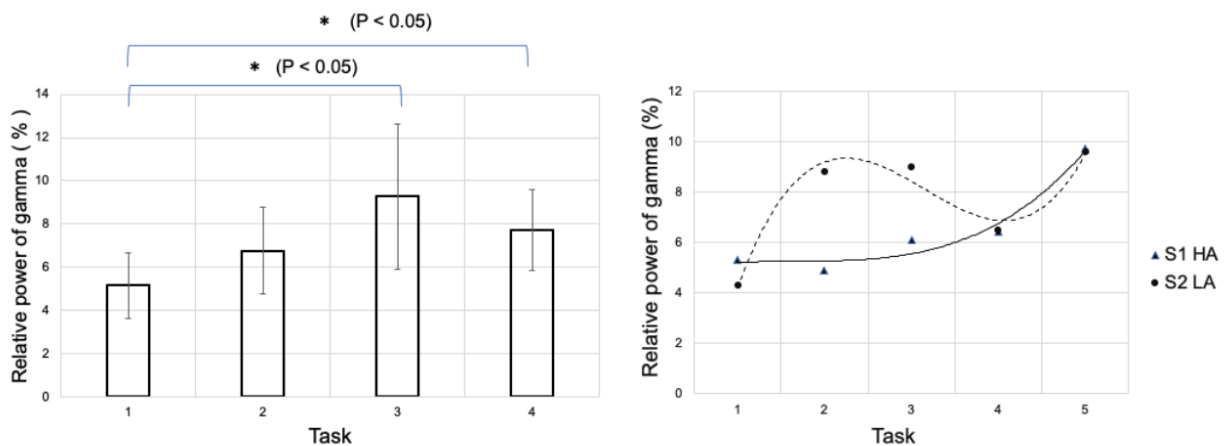 * (P < 0.05)
* (P < 0.05)
Relative power of gamma ( % )
14
12
10
8
6
4
2
0
1 2 3 4
Task
Relative power of gamma (%)
12
10
8
6
4
2
0
1 2 3 4 5
Task
S1 HA
S2 LA